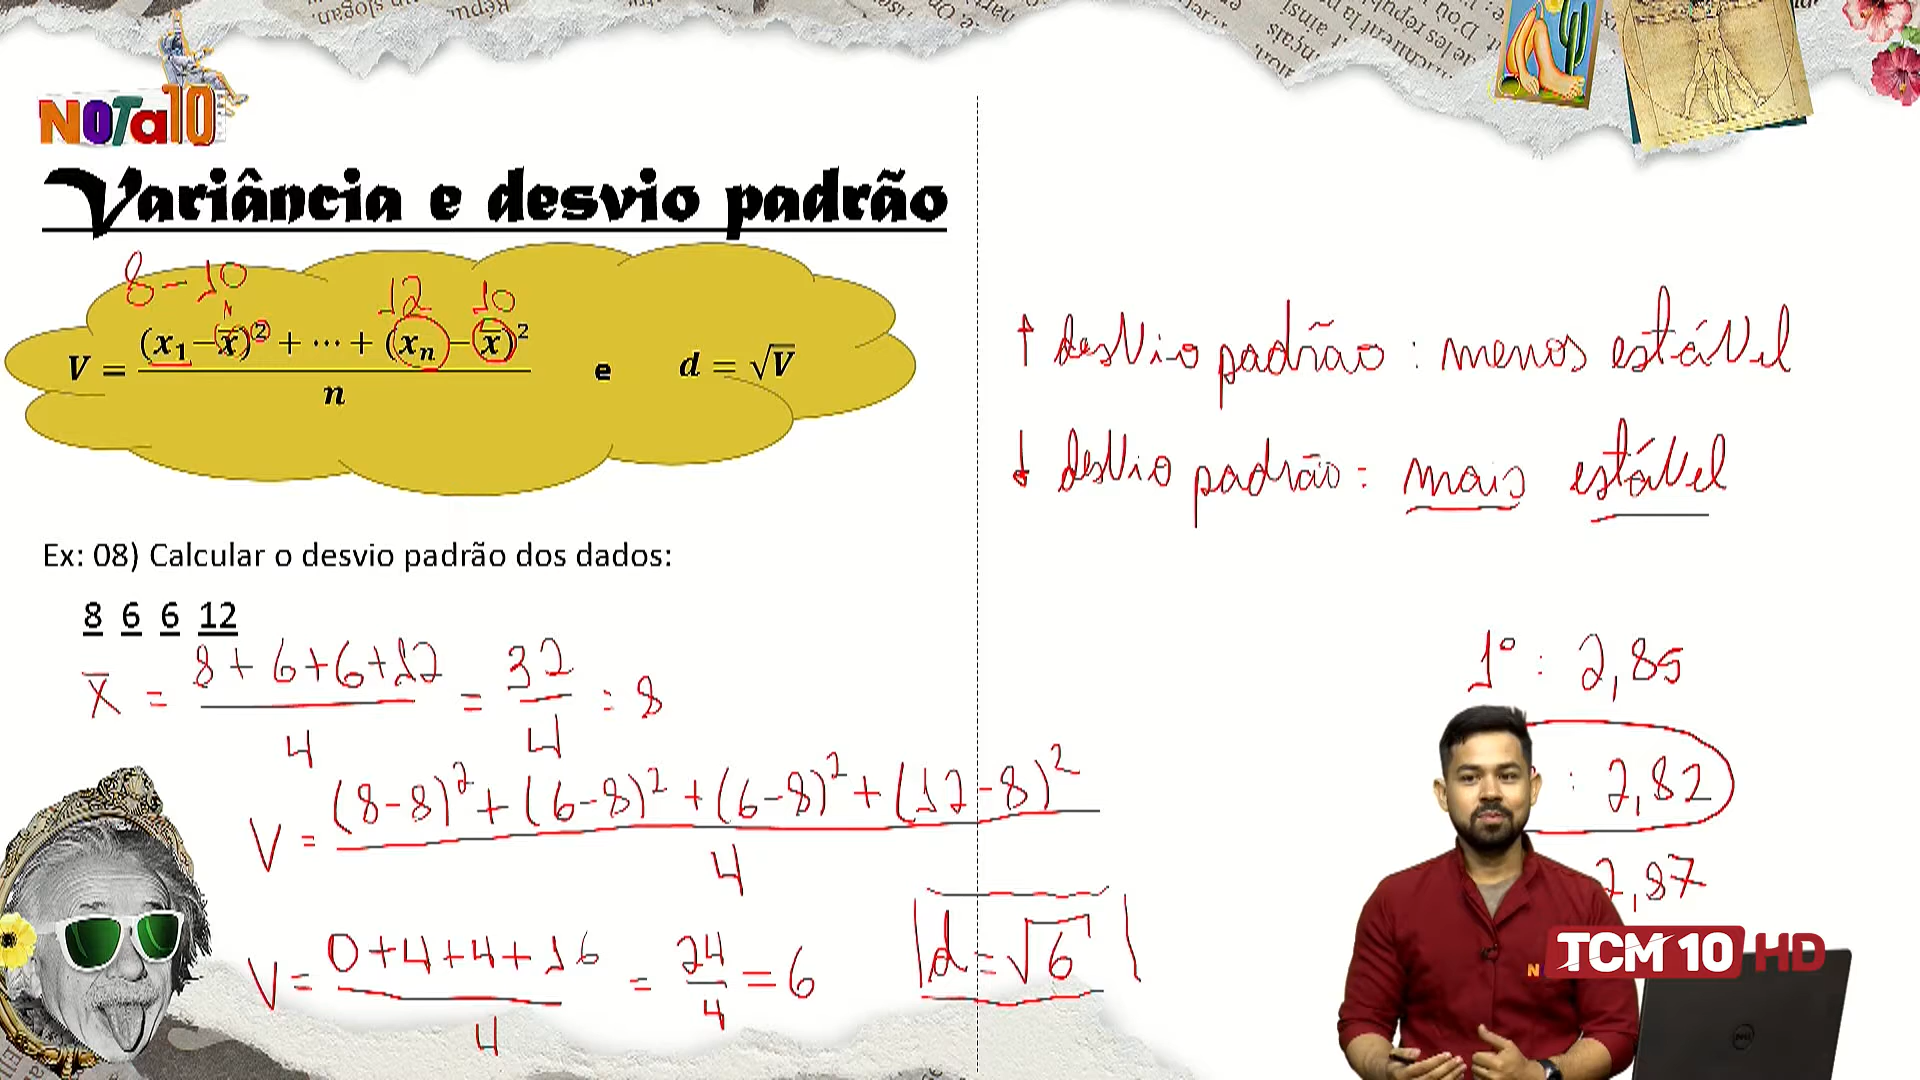 NOTa10
Variância e desvio padrão
8 - 10
12 10
V = (x₁ - x̄)² + ⋯ + (xₙ - x̄)² / n e d = √V
Ex: 08) Calcular o desvio padrão dos dados:
8 6 6 12
x̄ = 8 + 6 + 6 + 12 / 4 = 32 / 4 = 8
V = (8 - 8)² + (6 - 8)² + (6 - 8)² + (12 - 8)² / 4
V = 0 + 4 + 4 + 16 / 4 = 24 / 4 = 6
d = √6
↑ desvio padrão : menos estável
↓ desvio padrão : mais estável
1º : 2,85
: 2,82
2,87
TCM 10 HD
DELL